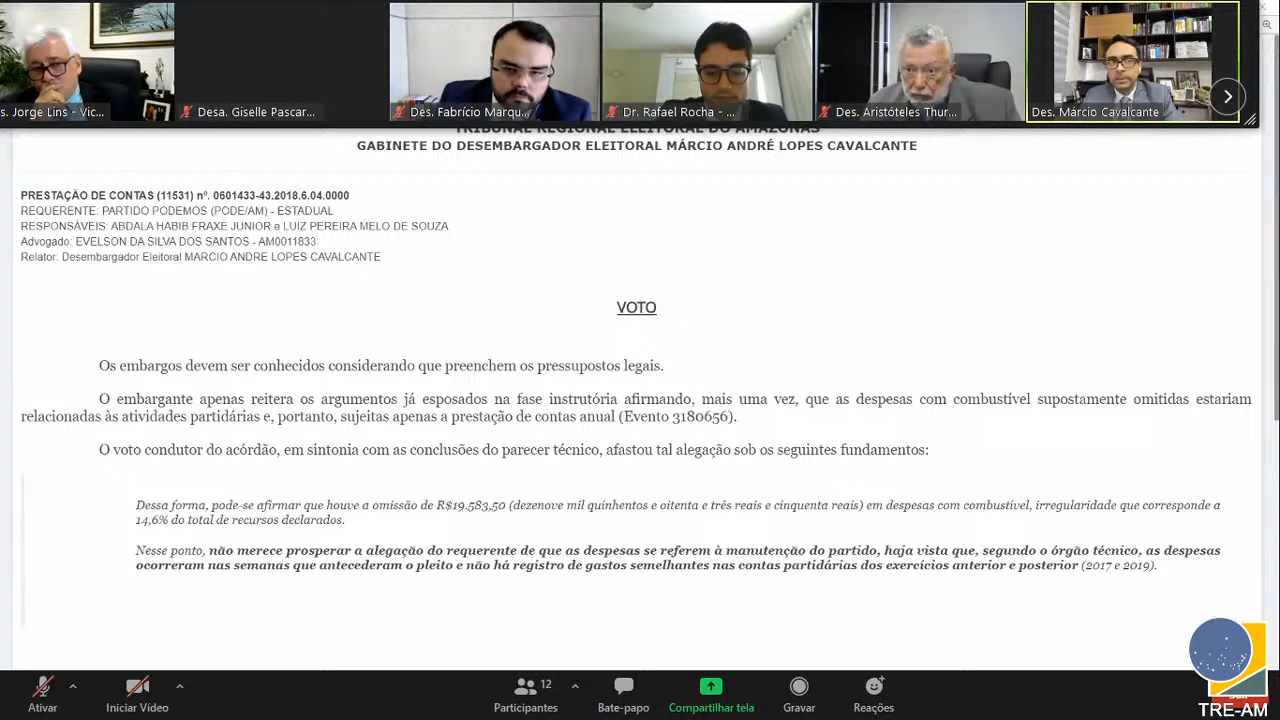 s. Jorge Lins - Vic...
Desa. Giselle Pascar...
Des. Fabrício Marqu...
Dr. Rafael Rocha - ...
Des. Aristóteles Thur...
Des. Márcio Cavalcante
TRIBUNAL REGIONAL ELEITORAL DO AMAZONAS
GABINETE DO DESEMBARGADOR ELEITORAL MÁRCIO ANDRÉ LOPES CAVALCANTE
PRESTAÇÃO DE CONTAS (11531) nº. 0601433-43.2018.6.04.0000
REQUERENTE: PARTIDO PODEMOS (PODE/AM) - ESTADUAL
RESPONSÁVEIS: ABDALA HABIB FRAXE JUNIOR e LUIZ PEREIRA MELO DE SOUZA
Advogado: EVELSON DA SILVA DOS SANTOS - AM0011833
Relator: Desembargador Eleitoral MARCIO ANDRE LOPES CAVALCANTE
VOTO
Os embargos devem ser conhecidos considerando que preenchem os pressupostos legais.
O embargante apenas reitera os argumentos já esposados na fase instrutória afirmando, mais uma vez, que as despesas com combustível supostamente omitidas estariam
relacionadas às atividades partidárias e, portanto, sujeitas apenas a prestação de contas anual (Evento 3180656).
O voto condutor do acórdão, em sintonia com as conclusões do parecer técnico, afastou tal alegação sob os seguintes fundamentos:
Dessa forma, pode-se afirmar que houve a omissão de R$19.583,50 (dezenove mil quinhentos e oitenta e três reais e cinquenta reais) em despesas com combustível, irregularidade que corresponde a
14,6% do total de recursos declarados.
Nesse ponto, não merece prosperar a alegação do requerente de que as despesas se referem à manutenção do partido, haja vista que, segundo o órgão técnico, as despesas
ocorreram nas semanas que antecederam o pleito e não há registro de gastos semelhantes nas contas partidárias dos exercícios anterior e posterior (2017 e 2019).
Ativar
Iniciar Vídeo
12
Participantes
Bate-papo
Compartilhar tela
Gravar
Reações
TRE-AM